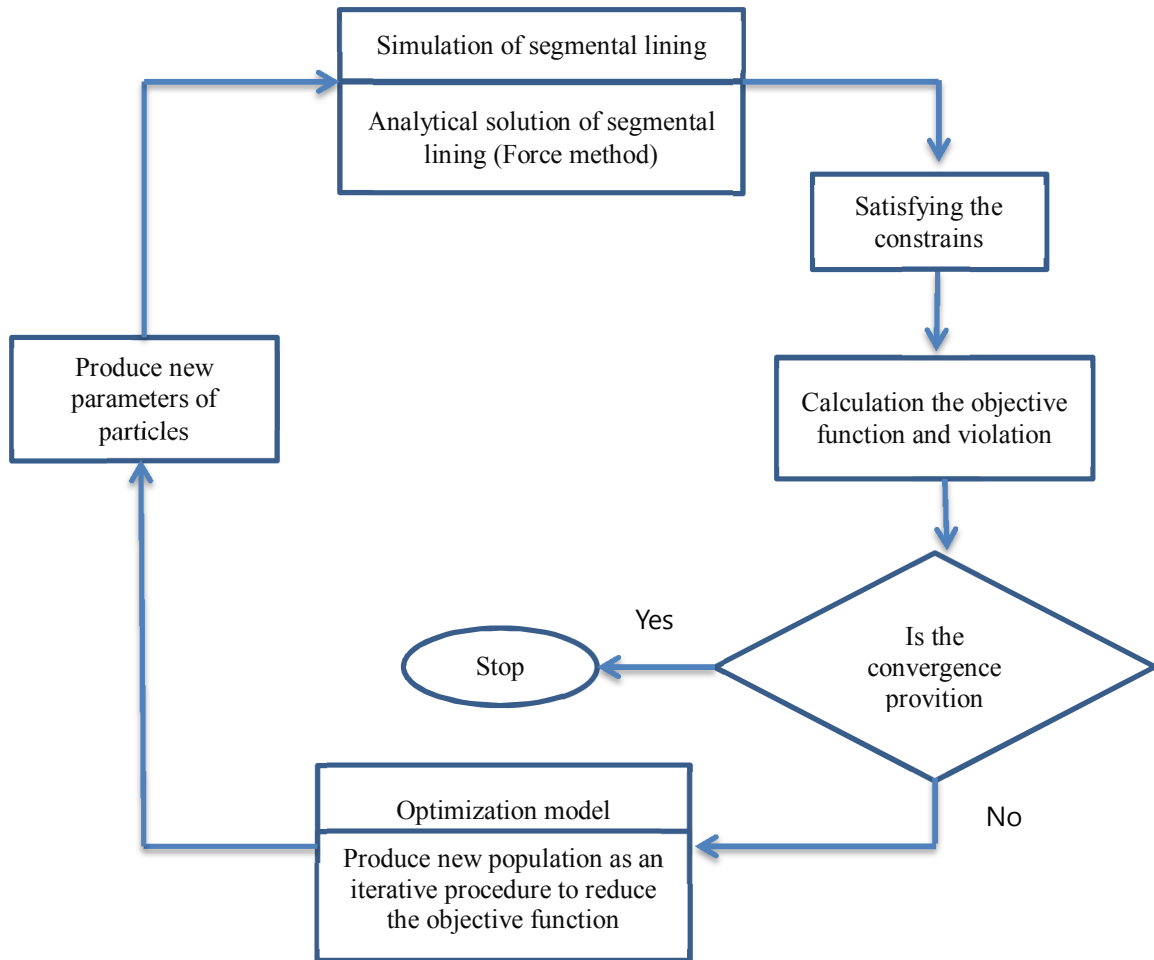 Simulation of segmental lining
Analytical solution of segmental
lining (Force method)
Satisfying the
constrains
Calculation the objective
function and violation
Is the
convergence
provition
Yes
Stop
No
Optimization model
Produce new population as an
iterative procedure to reduce
the objective function
Produce new
parameters of
particles